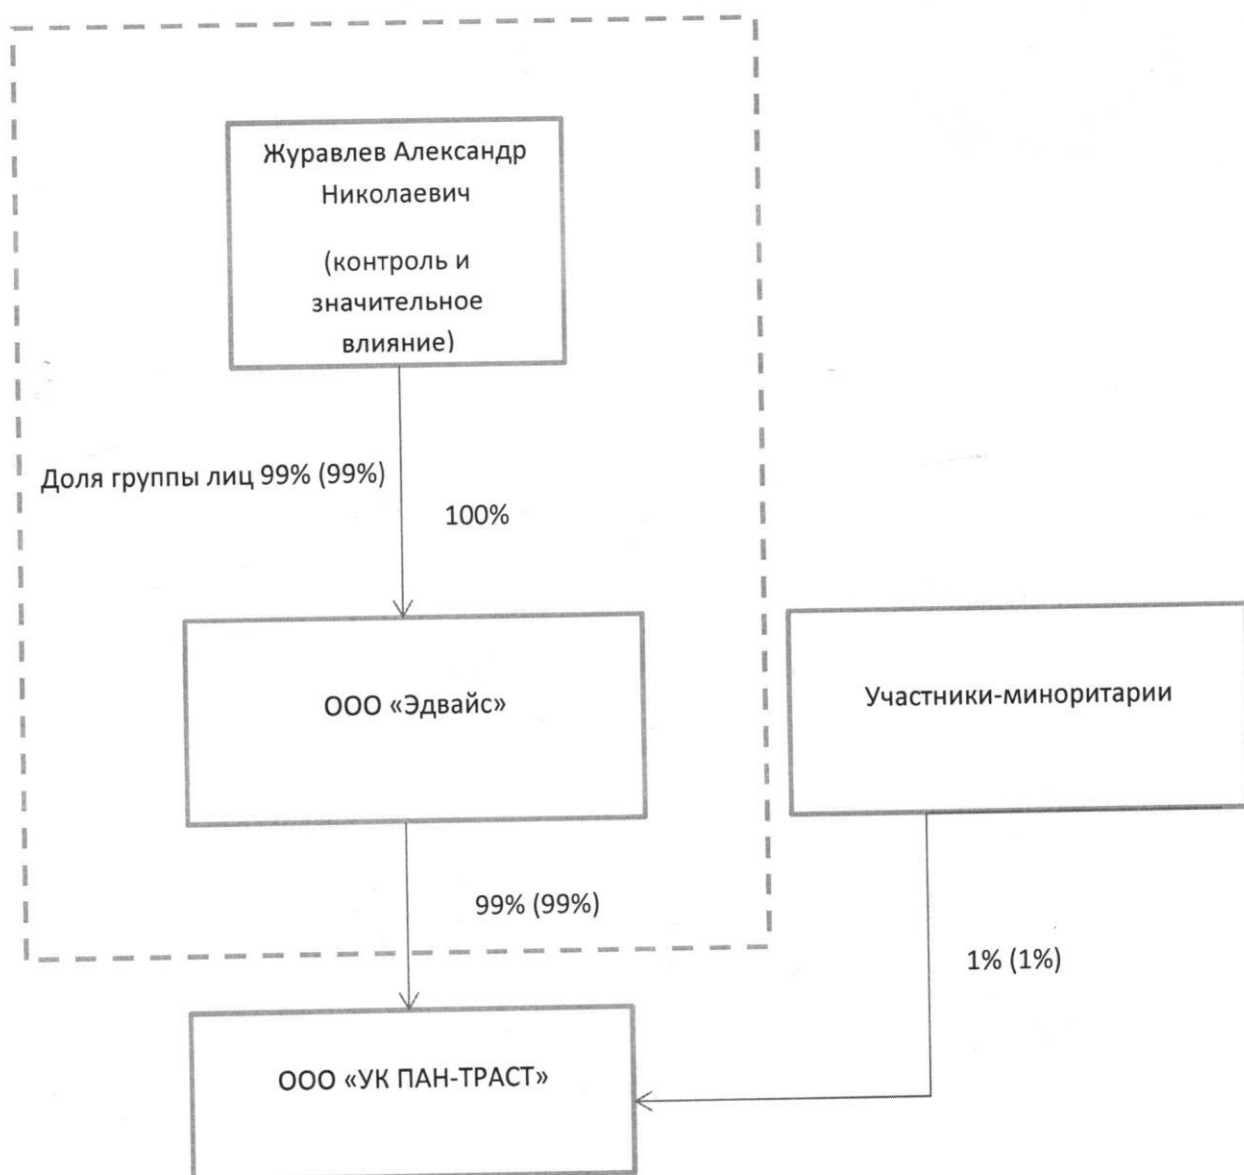 Журавлев Александр
Николаевич
(контроль и
значительное
влияние)
Доля группы лиц 99% (99%)
100%
ООО «Эдвайс»
Участники-миноритарии
99% (99%)
1% (1%)
ООО «УК ПАН-ТРАСТ»